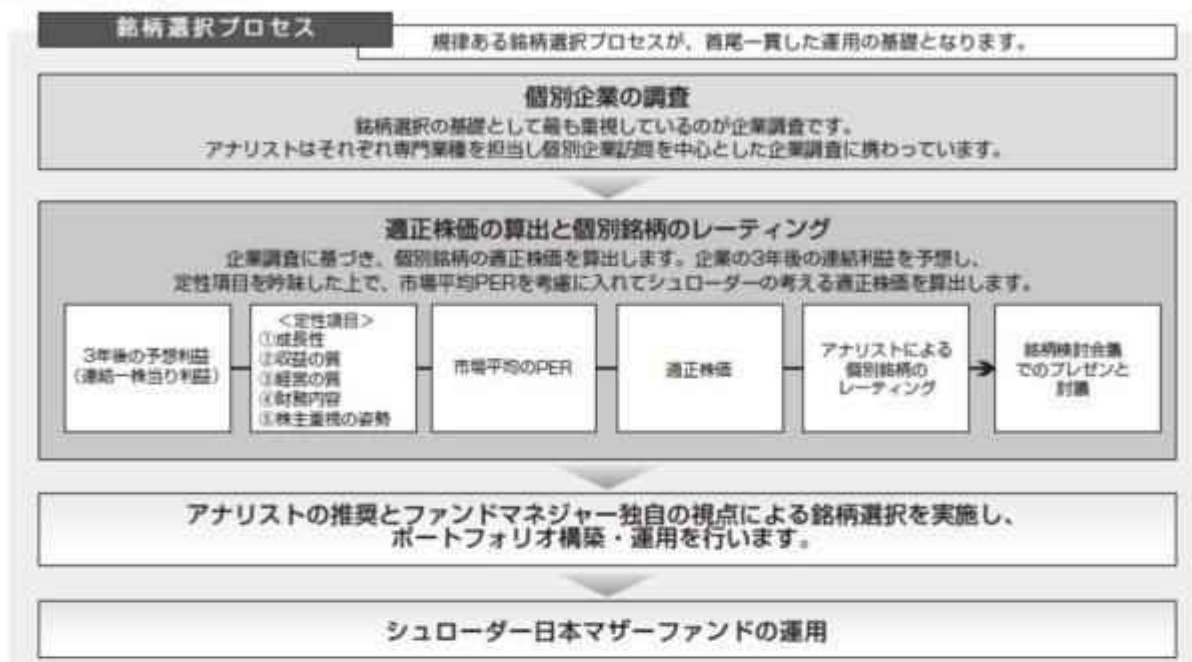 銘柄選択プロセス
規律ある銘柄選択プロセスが、首尾一貫した運用の基礎となります。
個別企業の調査
銘柄選択の基礎として最も重視しているのが企業調査です。
アナリストはそれぞれ専門業種を担当し個別企業訪問を中心とした企業調査に携わっています。
適正株価の算出と個別銘柄のレーティング
企業調査に基づき、個別銘柄の適正株価を算出します。企業の3年後の連結利益を予想し、
定性項目を吟味した上で、市場平均PERを考慮に入れてシュローダーの考える適正株価を算出します。
3年後の予想利益
(連結一株当り利益)
<定性項目>
①成長性
②収益の質
③経営の質
④財務内容
⑤株主重視の姿勢
市場平均のPER
適正株価
アナリストによる
個別銘柄の
レーティング
銘柄検討会議
でのプレゼンと
討議
アナリストの推奨とファンドマネジャー独自の視点による銘柄選択を実施し、
ポートフォリオ構築・運用を行います。
シュローダー日本マザーファンドの運用